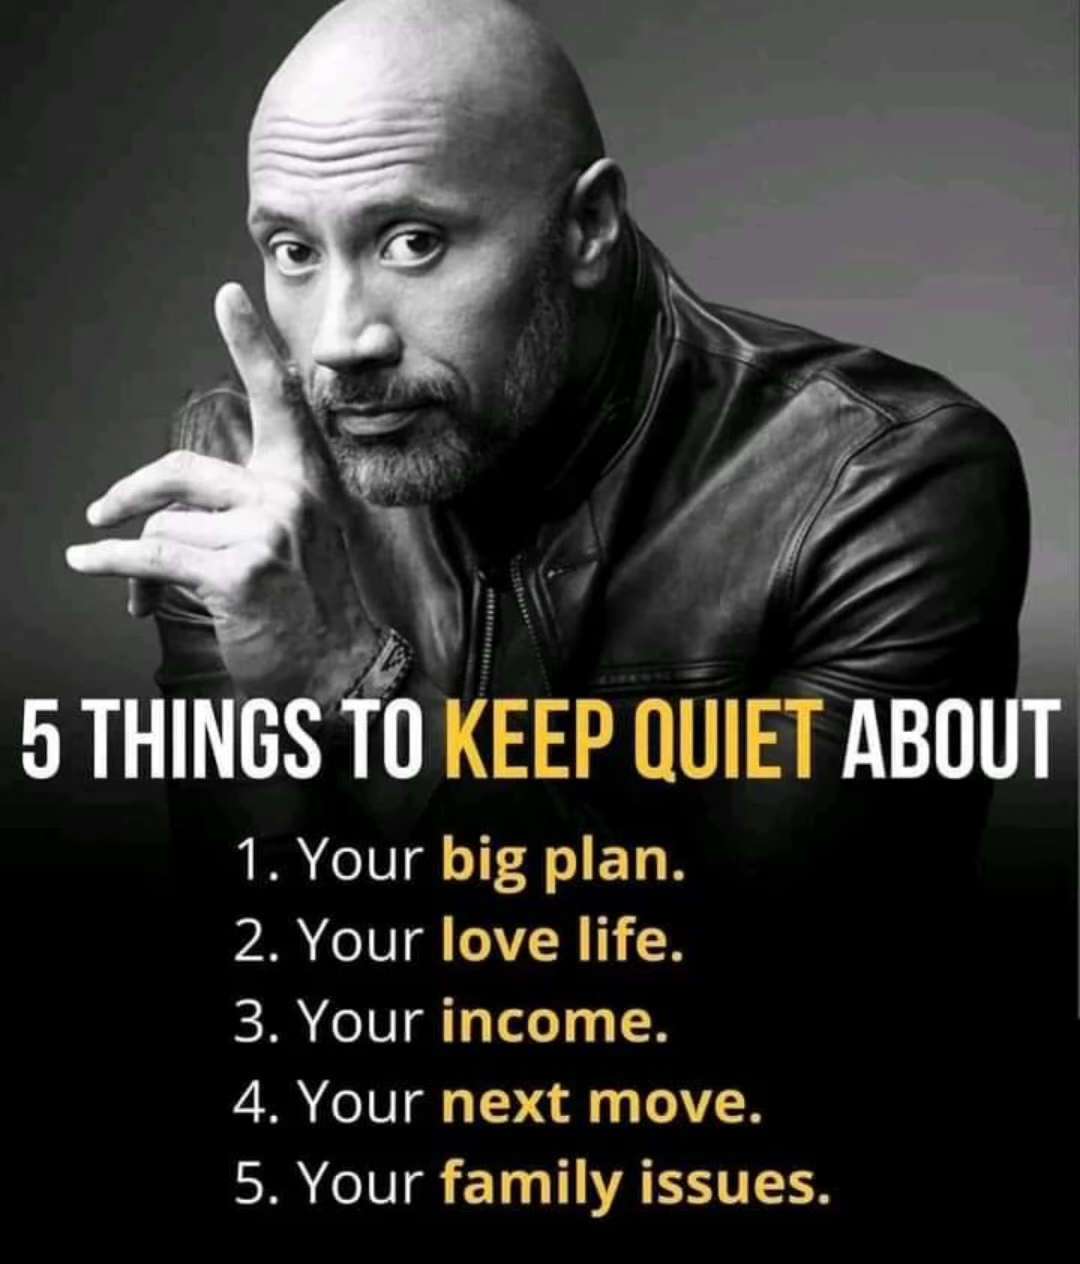 5 THINGS TO KEEP QUIET ABOUT
1. Your big plan.
2. Your love life.
3. Your income.
4. Your next move.
5. Your family issues.